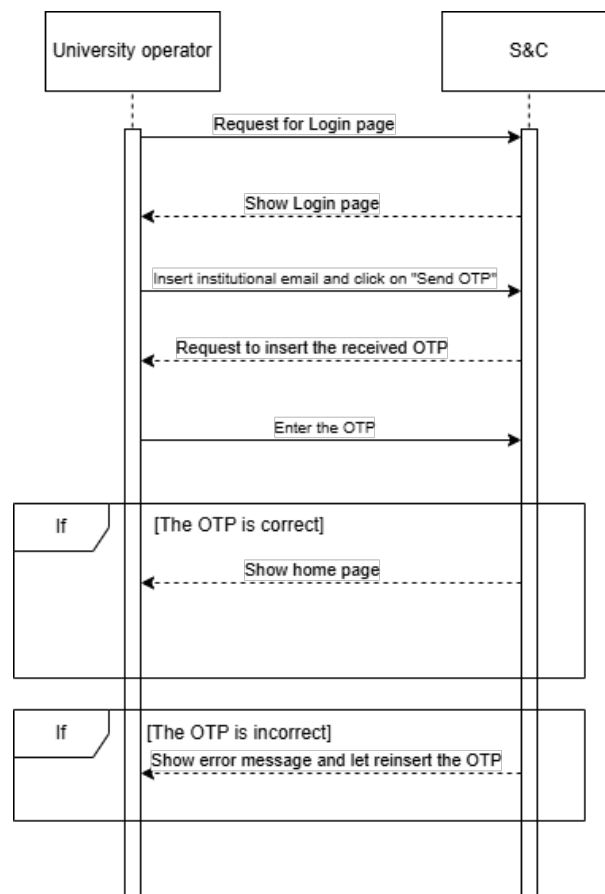 University operator
S&C
Request for Login page
Show Login page
Insert institutional email and click on "Send OTP"
Request to insert the received OTP
Enter the OTP
If
[The OTP is correct]
Show home page
If
[The OTP is incorrect]
Show error message and let reinsert the OTP